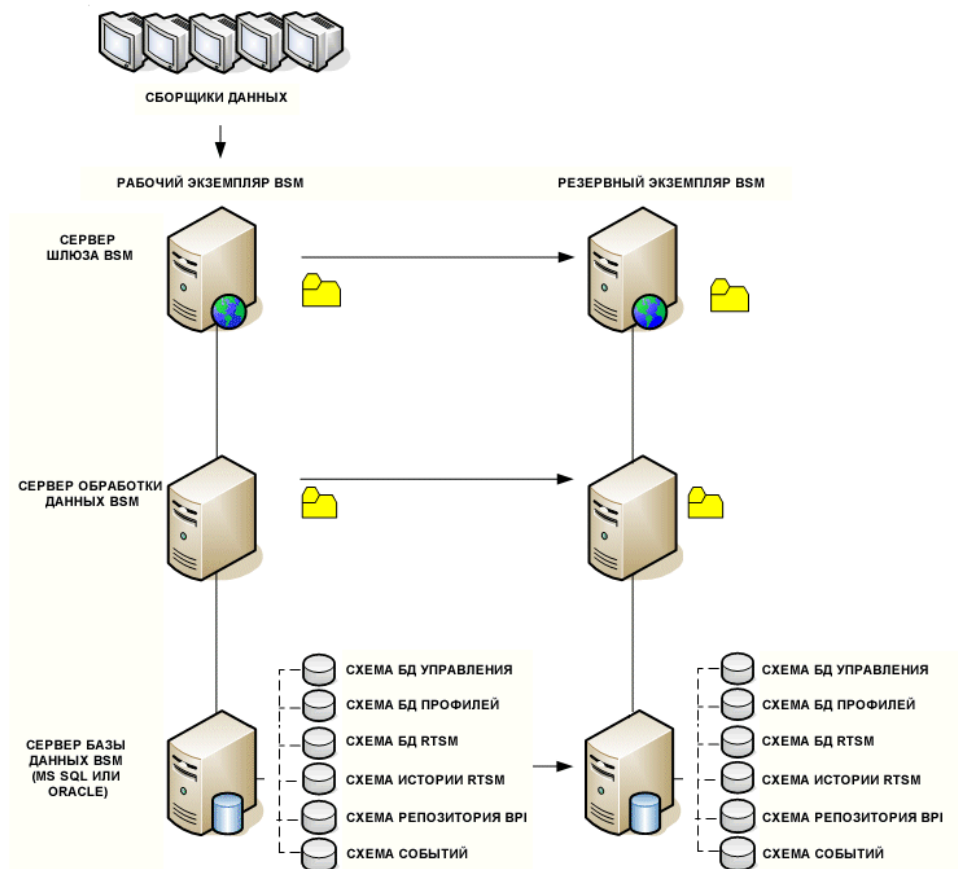 СБОРЩИКИ ДАННЫХ
РАБОЧИЙ ЭКЗЕМПЛЯР BSM
РЕЗЕРВНЫЙ ЭКЗЕМПЛЯР BSM
СЕРВЕР
ШЛЮЗА BSM
СЕРВЕР ОБРАБОТКИ
ДАННЫХ BSM
СЕРВЕР БАЗЫ
ДАННЫХ BSM
(MS SQL ИЛИ
ORACLE)
СХЕМА БД УПРАВЛЕНИЯ
СХЕМА БД ПРОФИЛЕЙ
СХЕМА БД RTSM
СХЕМА ИСТОРИИ RTSM
СХЕМА РЕПОЗИТОРИЯ BPI
СХЕМА СОБЫТИЙ
СХЕМА БД УПРАВЛЕНИЯ
СХЕМА БД ПРОФИЛЕЙ
СХЕМА БД RTSM
СХЕМА ИСТОРИИ RTSM
СХЕМА РЕПОЗИТОРИЯ BPI
СХЕМА СОБЫТИЙ